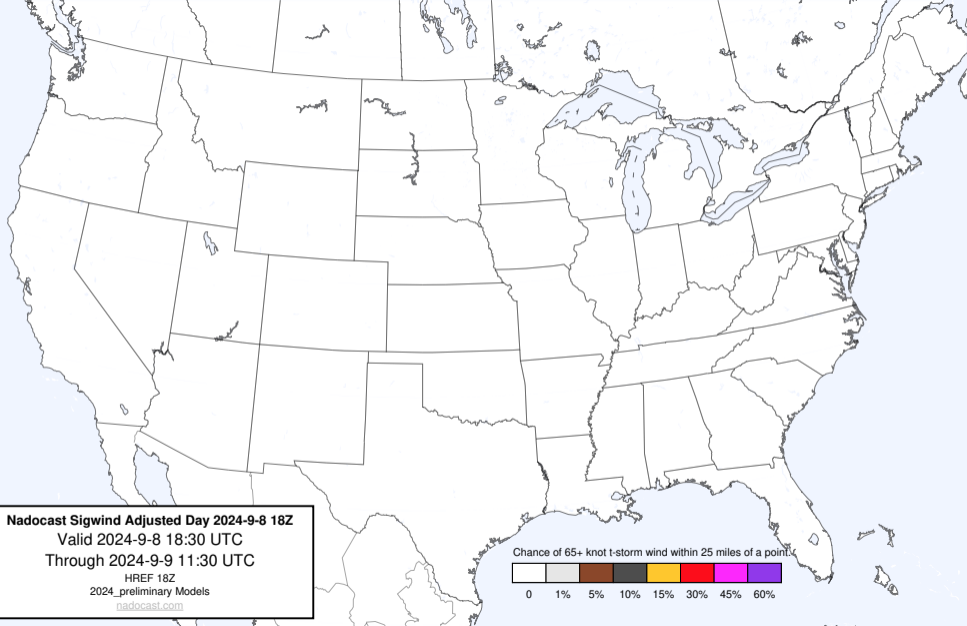 Nadocast Sigwind Adjusted Day 2024-9-8 18Z
Valid 2024-9-8 18:30 UTC
Through 2024-9-9 11:30 UTC
HREF 18Z
2024_preliminary Models
nadocast.com
Chance of 65+ knot t-storm wind within 25 miles of a point.
0 1% 5% 10% 15% 30% 45% 60%